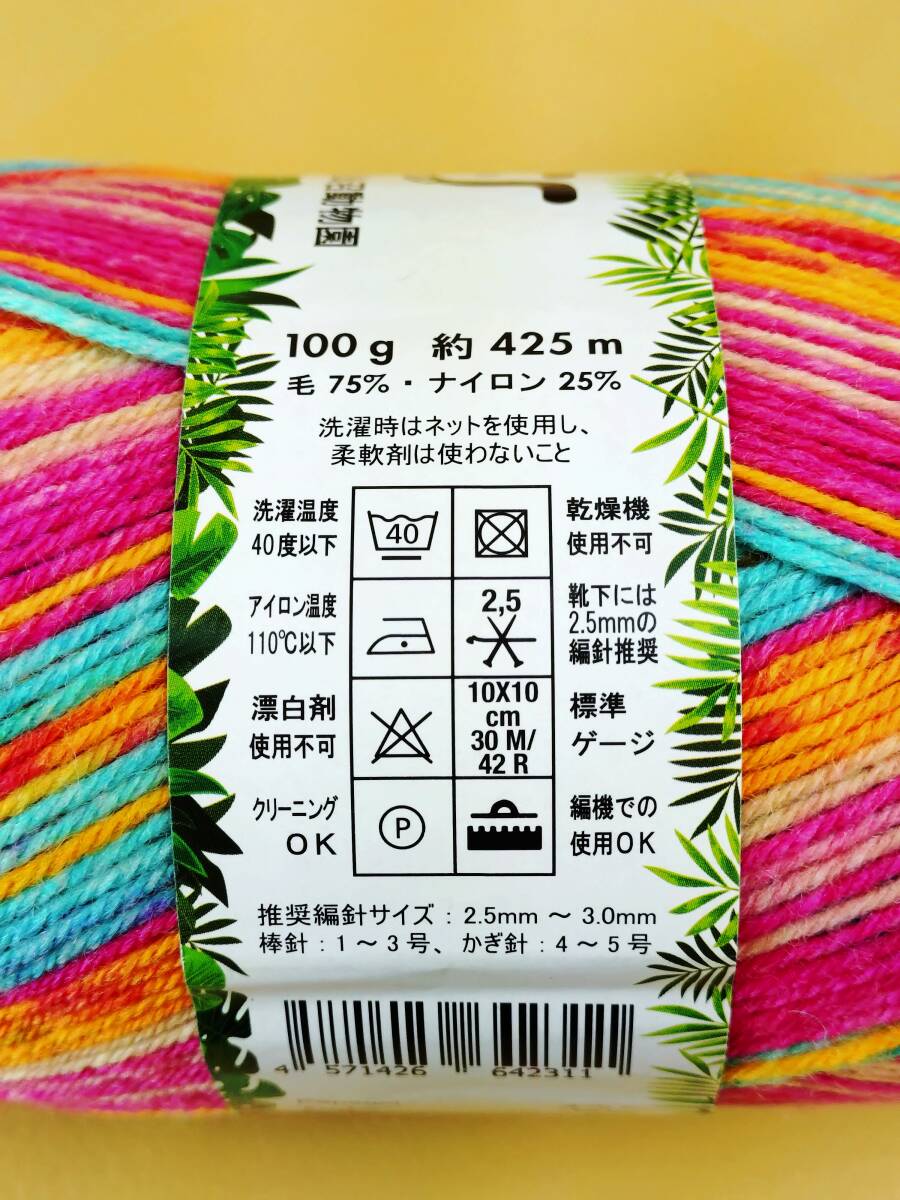 物園
100g 約 425m
毛 75%・ナイロン 25%
洗濯時はネットを使用し、
柔軟剤は使わないこと
洗濯温度
40度以下
40
乾燥機
使用不可
アイロン温度
110℃以下
2,5
靴下には
2.5mmの
編針推奨
漂白剤
使用不可
10X10
cm
30 M/
42 R
標準
ゲージ
クリーニング
OK
P
編機での
使用OK
推奨編針サイズ：2.5mm～3.0mm
棒針：1～3号、かぎ針：4～5号
4 571426 642311